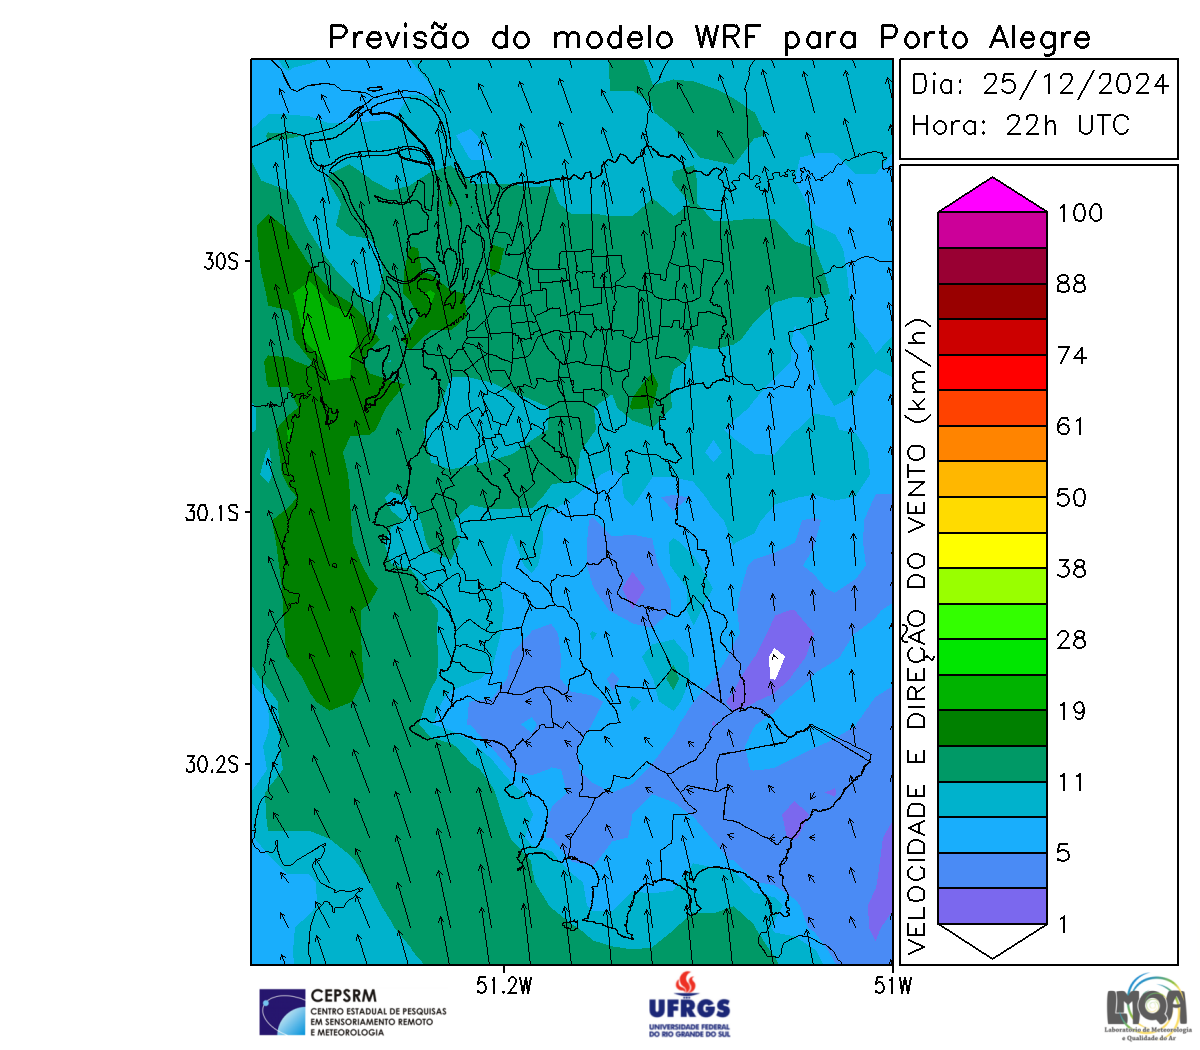 Previsão do modelo WRF para Porto Alegre
Dia: 25/12/2024
Hora: 22h UTC
100
88
74
61
50
38
28
19
11
5
1
VELOCIDADE E DIREÇÃO DO VENTO (km/h)
30S
30.1S
30.2S
51.2W
51W
CEPSRM
CENTRO ESTADUAL DE PESQUISAS
EM SENSORIAMENTO REMOTO
E METEOROLOGIA
UFRGS
UNIVERSIDADE FEDERAL
DO RIO GRANDE DO SUL
LMQA
Laboratório de Meteorologia
e Qualidade do Ar